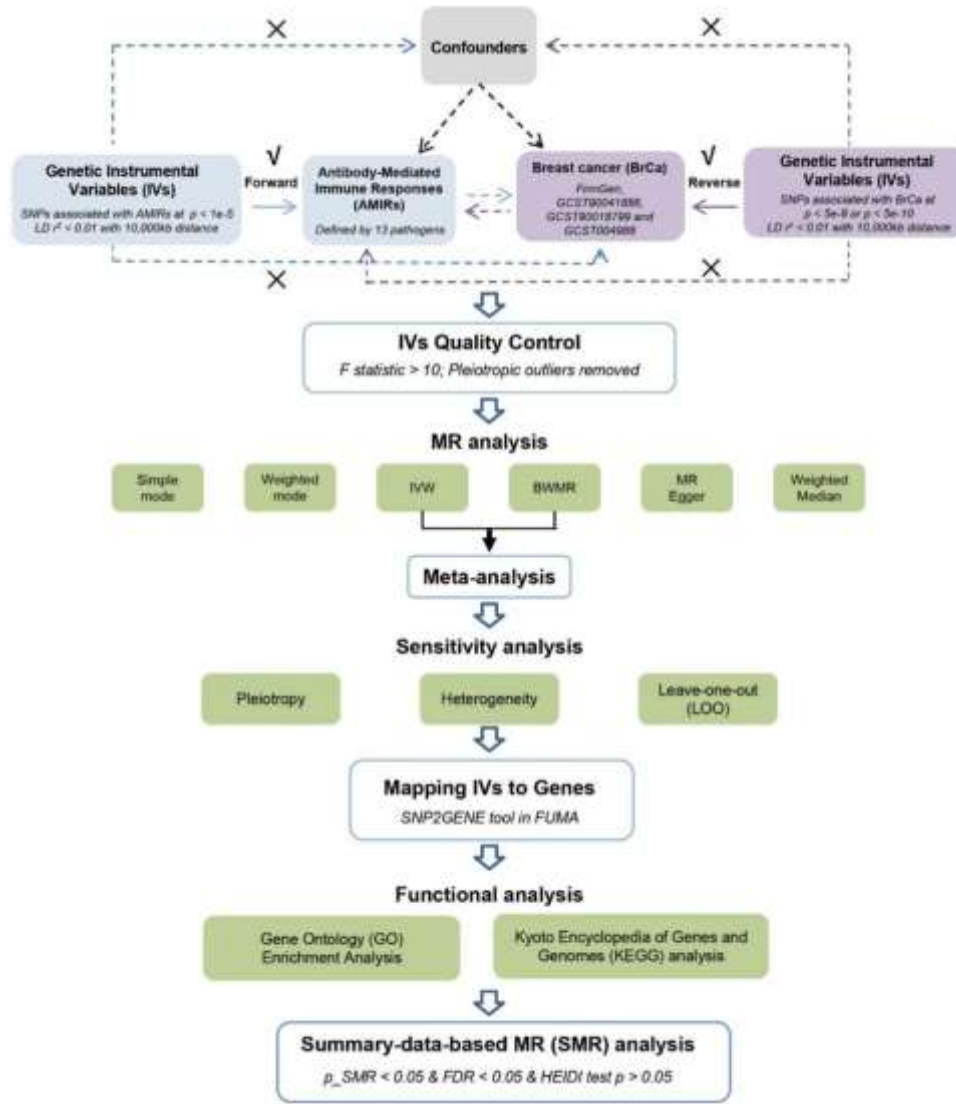 Confounders
Genetic Instrumental
Variables (IVs)
SNPs associated with AMIRs at p < 1e-5
LD r² < 0.01 with 10,000kb distance
√
Forward
Antibody-Mediated
Immune Responses
(AMIRs)
Defined by 13 pathogens
Breast cancer (BrCa)
FinnGen,
GCST90018799 and
GCST004988
√
Reverse
Genetic Instrumental
Variables (IVs)
SNPs associated with BrCa at
p < 5e-8 or p < 5e-10
LD r² < 0.01 with 10,000kb distance
IVs Quality Control
F statistic > 10; Pleiotropic outliers removed
MR analysis
Simple
mode
Weighted
mode
IVW
BWMR
MR
Egger
Weighted
Median
Meta-analysis
Sensitivity analysis
Pleiotropy
Heterogeneity
Leave-one-out
(LOO)
Mapping IVs to Genes
SNP2GENE tool in FUMA
Functional analysis
Gene Ontology (GO)
Enrichment Analysis
Kyoto Encyclopedia of Genes and
Genomes (KEGG) analysis
Summary-data-based MR (SMR) analysis
p_SMR < 0.05 & FDR < 0.05 & HEIDI test p > 0.05